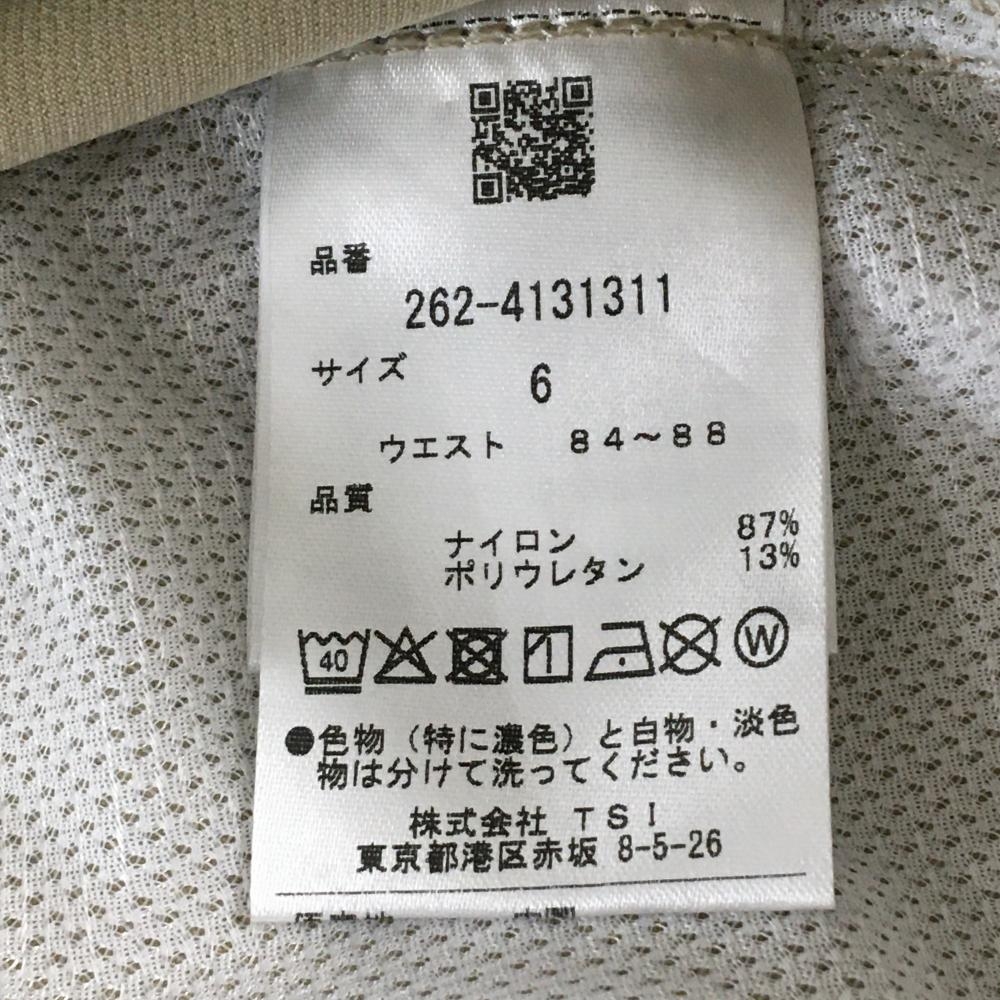 品番
262-4131311
サイズ 6
ウエスト 84～88
品質
ナイロン 87%
ポリウレタン 13%
40 W
●色物（特に濃色）と白物・淡色
物は分けて洗ってください。
株式会社 TSI
東京都港区赤坂 8-5-26